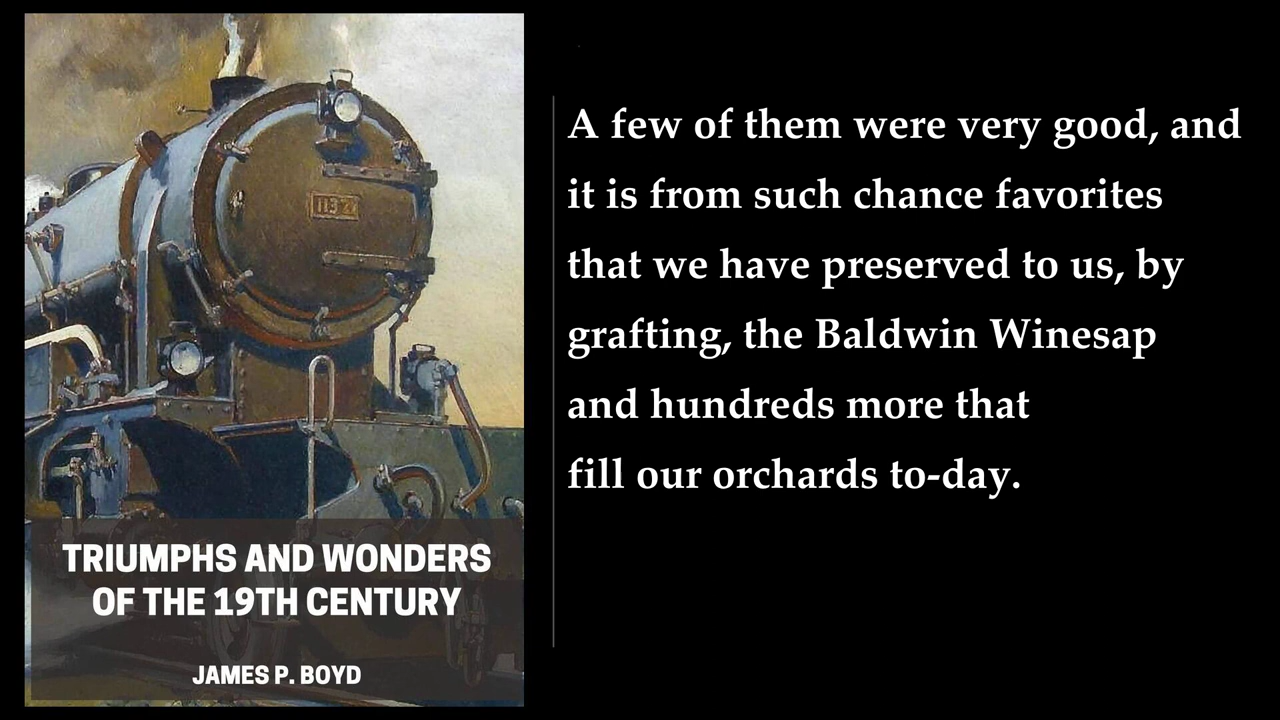 A few of them were very good, and
it is from such chance favorites
that we have preserved to us, by
grafting, the Baldwin Winesap
and hundreds more that
fill our orchards to-day.
TRIUMPHS AND WONDERS
OF THE 19TH CENTURY
JAMES P. BOYD